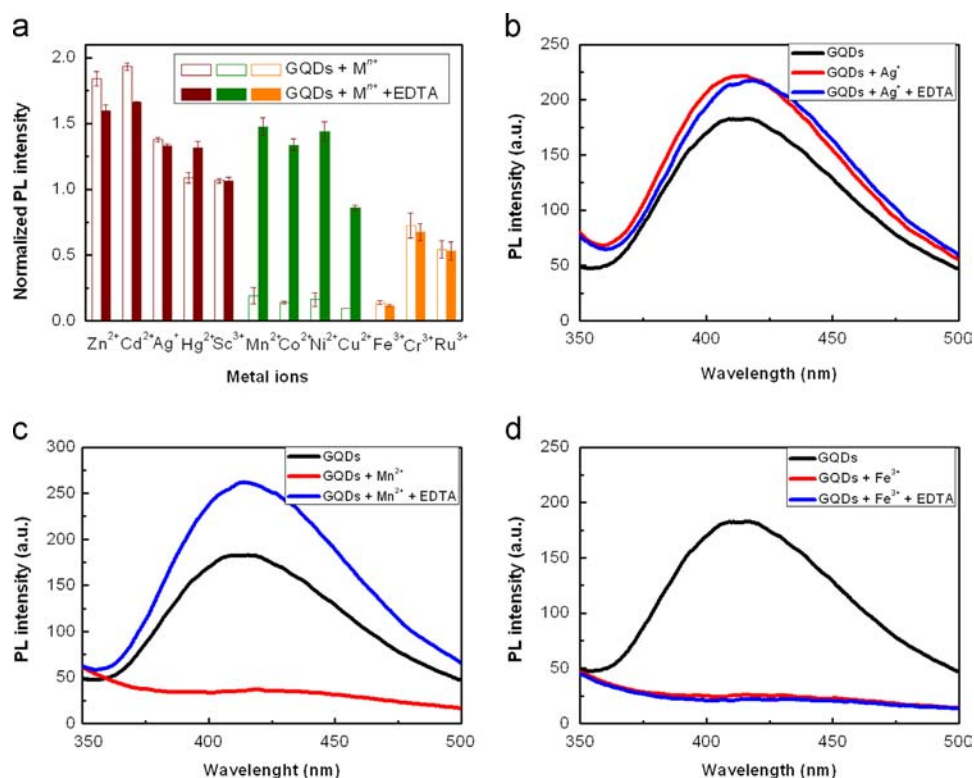 a
2.0
1.5
1.0
0.5
0.0
Normalized PL intensity
GQDs + Mⁿ⁺
GQDs + Mⁿ⁺ +EDTA
Zn²⁺ Cd²⁺ Ag⁺ Hg²⁺ Sc³⁺ Mn²⁺ Co²⁺ Ni²⁺ Cu²⁺ Fe³⁺ Cr³⁺ Ru³⁺
Metal ions
b
250
200
150
100
50
0
PL intensity (a.u.)
GQDs
GQDs + Ag⁺
GQDs + Ag⁺ + EDTA
350 400 450 500
Wavelength (nm)
c
300
250
200
150
100
50
0
PL intensity (a.u.)
GQDs
GQDs + Mn²⁺
GQDs + Mn²⁺ + EDTA
350 400 450 500
Wavelenght (nm)
d
250
200
150
100
50
0
PL intensity (a.u.)
GQDs
GQDs + Fe³⁺
GQDs + Fe³⁺ + EDTA
350 400 450 500
Wavelength (nm)